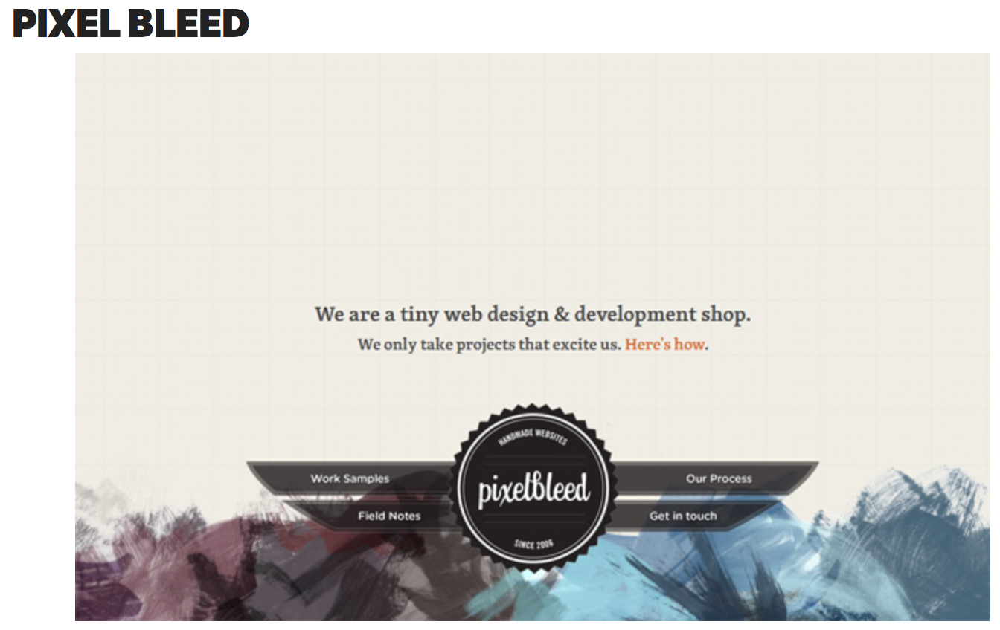 PIXEL BLEED
We are a tiny web design & development shop.
We only take projects that excite us. Here's how.
HANDMADE WEBSITES
Work Samples
pixelbleed
Our Process
Field Notes
Get in touch
SINCE 2006